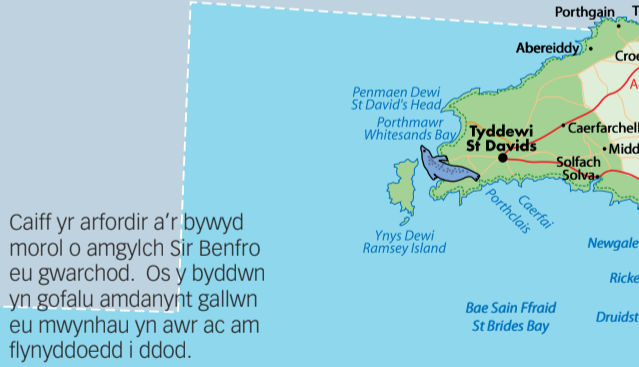 Porthgain
Abereiddy
Penmaen Dewi
St David's Head
Porthmawr
Whitesands Bay
Tyddewi
St Davids
Caerfarchell
Solfach
Solva
Ynys Dewi
Ramsey Island
Porthclais
Caerfai
Bae Sain Ffraid
St Brides Bay
Caiff yr arfordir a'r bywyd
morol o amgylch Sir Benfro
eu gwarchod. Os y byddwn
yn gofalu amdanynt gallwn
eu mwynhau yn awr ac am
flynyddoedd i ddod.